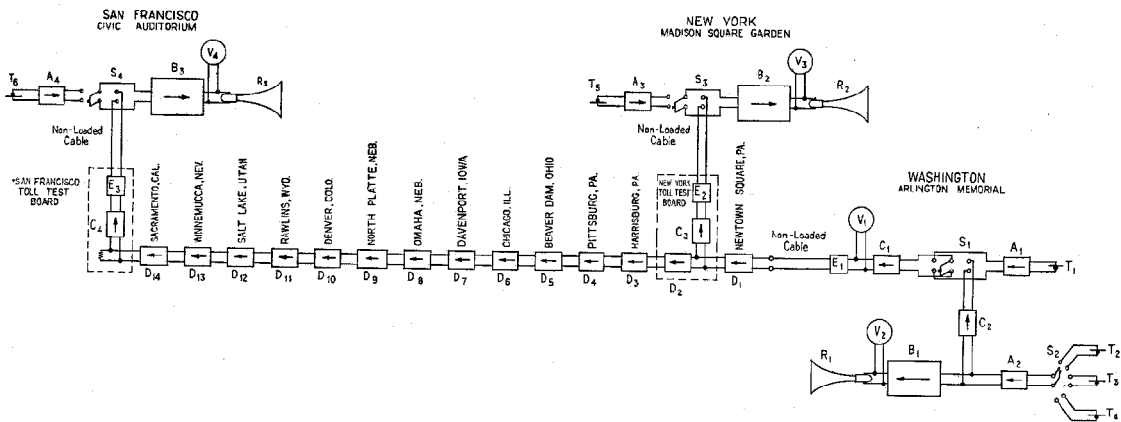 SAN FRANCISCO
CIVIC AUDITORIUM
NEW YORK
MADISON SQUARE GARDEN
V4
V3
T6
A4
S4
B3
R3
T5
A3
S3
B2
R2
Non-Loaded
Cable
Non-Loaded
Cable
*SAN FRANCISCO
TOLL TEST
BOARD
E3
C4
SACRAMENTO, CAL.
WINNEMUCCA, NEV.
SALT LAKE, UTAH
RAWLINS, WYO.
DENVER, COLO.
NORTH PLATTE, NEB.
OMAHA, NEB.
DAVENPORT, IOWA
CHICAGO, ILL.
BEAVER DAM, OHIO
PITTSBURG, PA.
HARRISBURG, PA.
NEW YORK
TOLL TEST
BOARD
E2
C3
NEWTOWN SQUARE, PA.
WASHINGTON
ARLINGTON MEMORIAL
Non-Loaded
Cable
V1
E1
C1
S1
A1
T1
D14
D13
D12
D11
D10
D9
D8
D7
D6
D5
D4
D3
D2
D1
C2
V2
R1
B1
A2
S2
T2
T3
T4